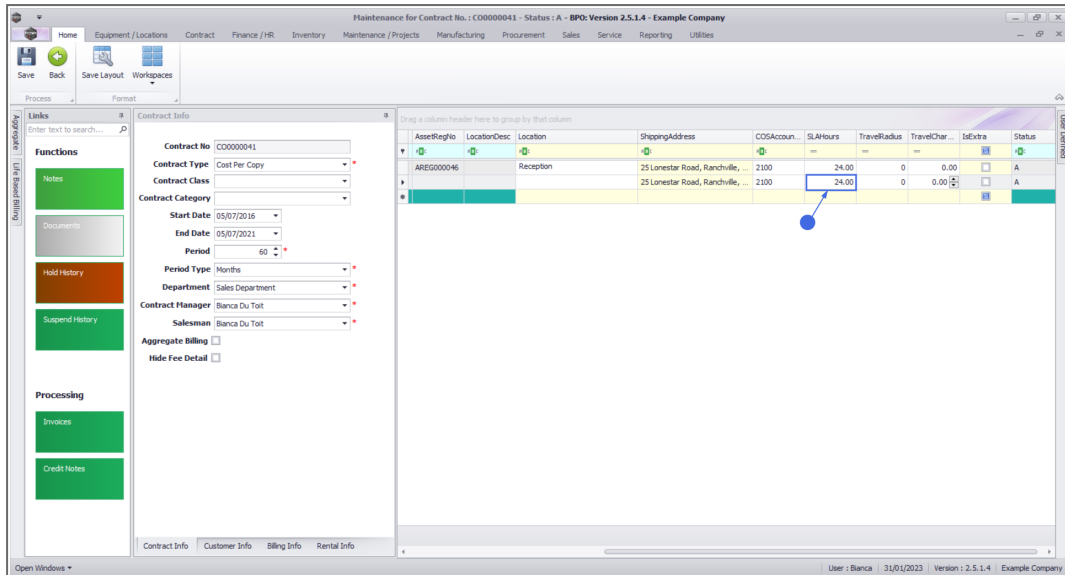 Maintenance for Contract No. : CO0000041 - Status : A - BPO: Version 2.5.1.4 - Example Company
Home Equipment / Locations Contract Finance / HR Inventory Maintenance / Projects Manufacturing Procurement Sales Service Reporting Utilities
Save Back Save Layout Workspaces
Process Format
Aggregate
Life Based Billing
Links
Enter text to search...
Functions
Notes
Documents
Hold History
Suspend History
Processing
Invoices
Credit Notes
Contract Info
Contract No CO0000041
Contract Type Cost Per Copy *
Contract Class
Contract Category
Start Date 05/07/2016
End Date 05/07/2021
Period 60 *
Period Type Months *
Department Sales Department *
Contract Manager Bianca Du Toit *
Salesman Bianca Du Toit *
Aggregate Billing
Hide Fee Detail
Contract Info Customer Info Billing Info Rental Info
Drag a column header here to group by that column
AssetRegNo LocationDesc Location ShippingAddress COSAccoun... SLAHours TravelRadius TravelChar... IsExtra Status
AREG000046 Reception 25 Lonestar Road, Ranchville, ... 2100 24.00 0 0.00 A
25 Lonestar Road, Ranchville, ... 2100 24.00 0 0.00 A
User Defined
Open Windows
User : Bianca 31/01/2023 Version : 2.5.1.4 Example Company